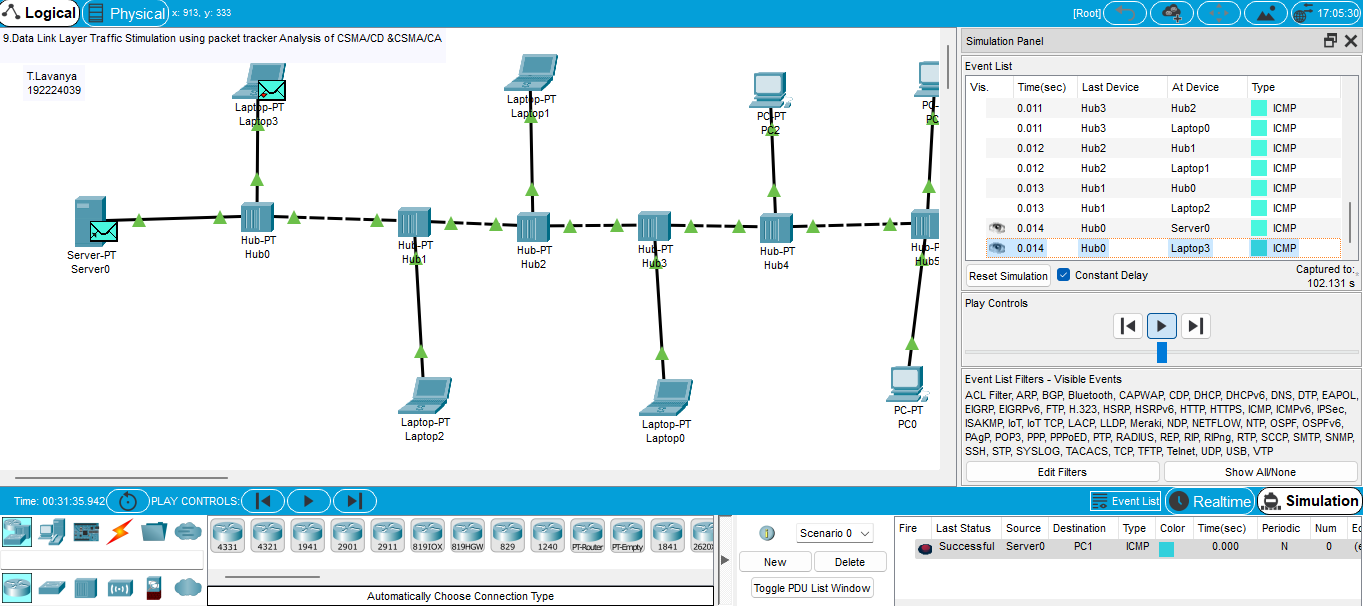 Logical
Physical
x: 913, y: 333
[Root]
17:05:30
9.Data Link Layer Traffic Stimulation using packet tracker Analysis of CSMA/CD &CSMA/CA
T.Lavanya
192224039
Laptop-PT
Laptop3
Laptop-PT
Laptop1
PC-PT
PC2
PC-
PC
Server-PT
Server0
Hub-PT
Hub0
Hub-PT
Hub1
Hub-PT
Hub2
Hub-PT
Hub3
Hub-PT
Hub4
Hub-P
Hub5
Laptop-PT
Laptop2
Laptop-PT
Laptop0
PC-PT
PC0
Simulation Panel
Event List
Vis. Time(sec) Last Device At Device Type
0.011 Hub3 Hub2 ICMP
0.011 Hub3 Laptop0 ICMP
0.012 Hub2 Hub1 ICMP
0.012 Hub2 Laptop1 ICMP
0.013 Hub1 Hub0 ICMP
0.013 Hub1 Laptop2 ICMP
0.014 Hub0 Server0 ICMP
0.014 Hub0 Laptop3 ICMP
Reset Simulation
Constant Delay
Captured to:
102.131 s
Play Controls
Event List Filters - Visible Events
ACL Filter, ARP, BGP, Bluetooth, CAPWAP, CDP, DHCP, DHCPv6, DNS, DTP, EAPOL,
EIGRP, EIGRPv6, FTP, H.323, HSRP, HSRPv6, HTTP, HTTPS, ICMP, ICMPv6, IPSec,
ISAKMP, IoT, IoT TCP, LACP, LLDP, Meraki, NDP, NETFLOW, NTP, OSPF, OSPFv6,
PAgP, POP3, PPP, PPPoED, PTP, RADIUS, REP, RIP, RIPng, RTP, SCCP, SMTP, SNMP,
SSH, STP, SYSLOG, TACACS, TCP, TFTP, Telnet, UDP, USB, VTP
Edit Filters
Show All/None
Time: 00:31:35.942
PLAY CONTROLS:
Event List
Realtime
Simulation
4331 4321 1941 2901 2911 819IOX 819HGW 829 1240 PT-Router PT-Empty 1841 2620X
Automatically Choose Connection Type
Scenario 0
New
Delete
Toggle PDU List Window
Fire Last Status Source Destination Type Color Time(sec) Periodic Num Ec
Successful Server0 PC1 ICMP 0.000 N 0 (e